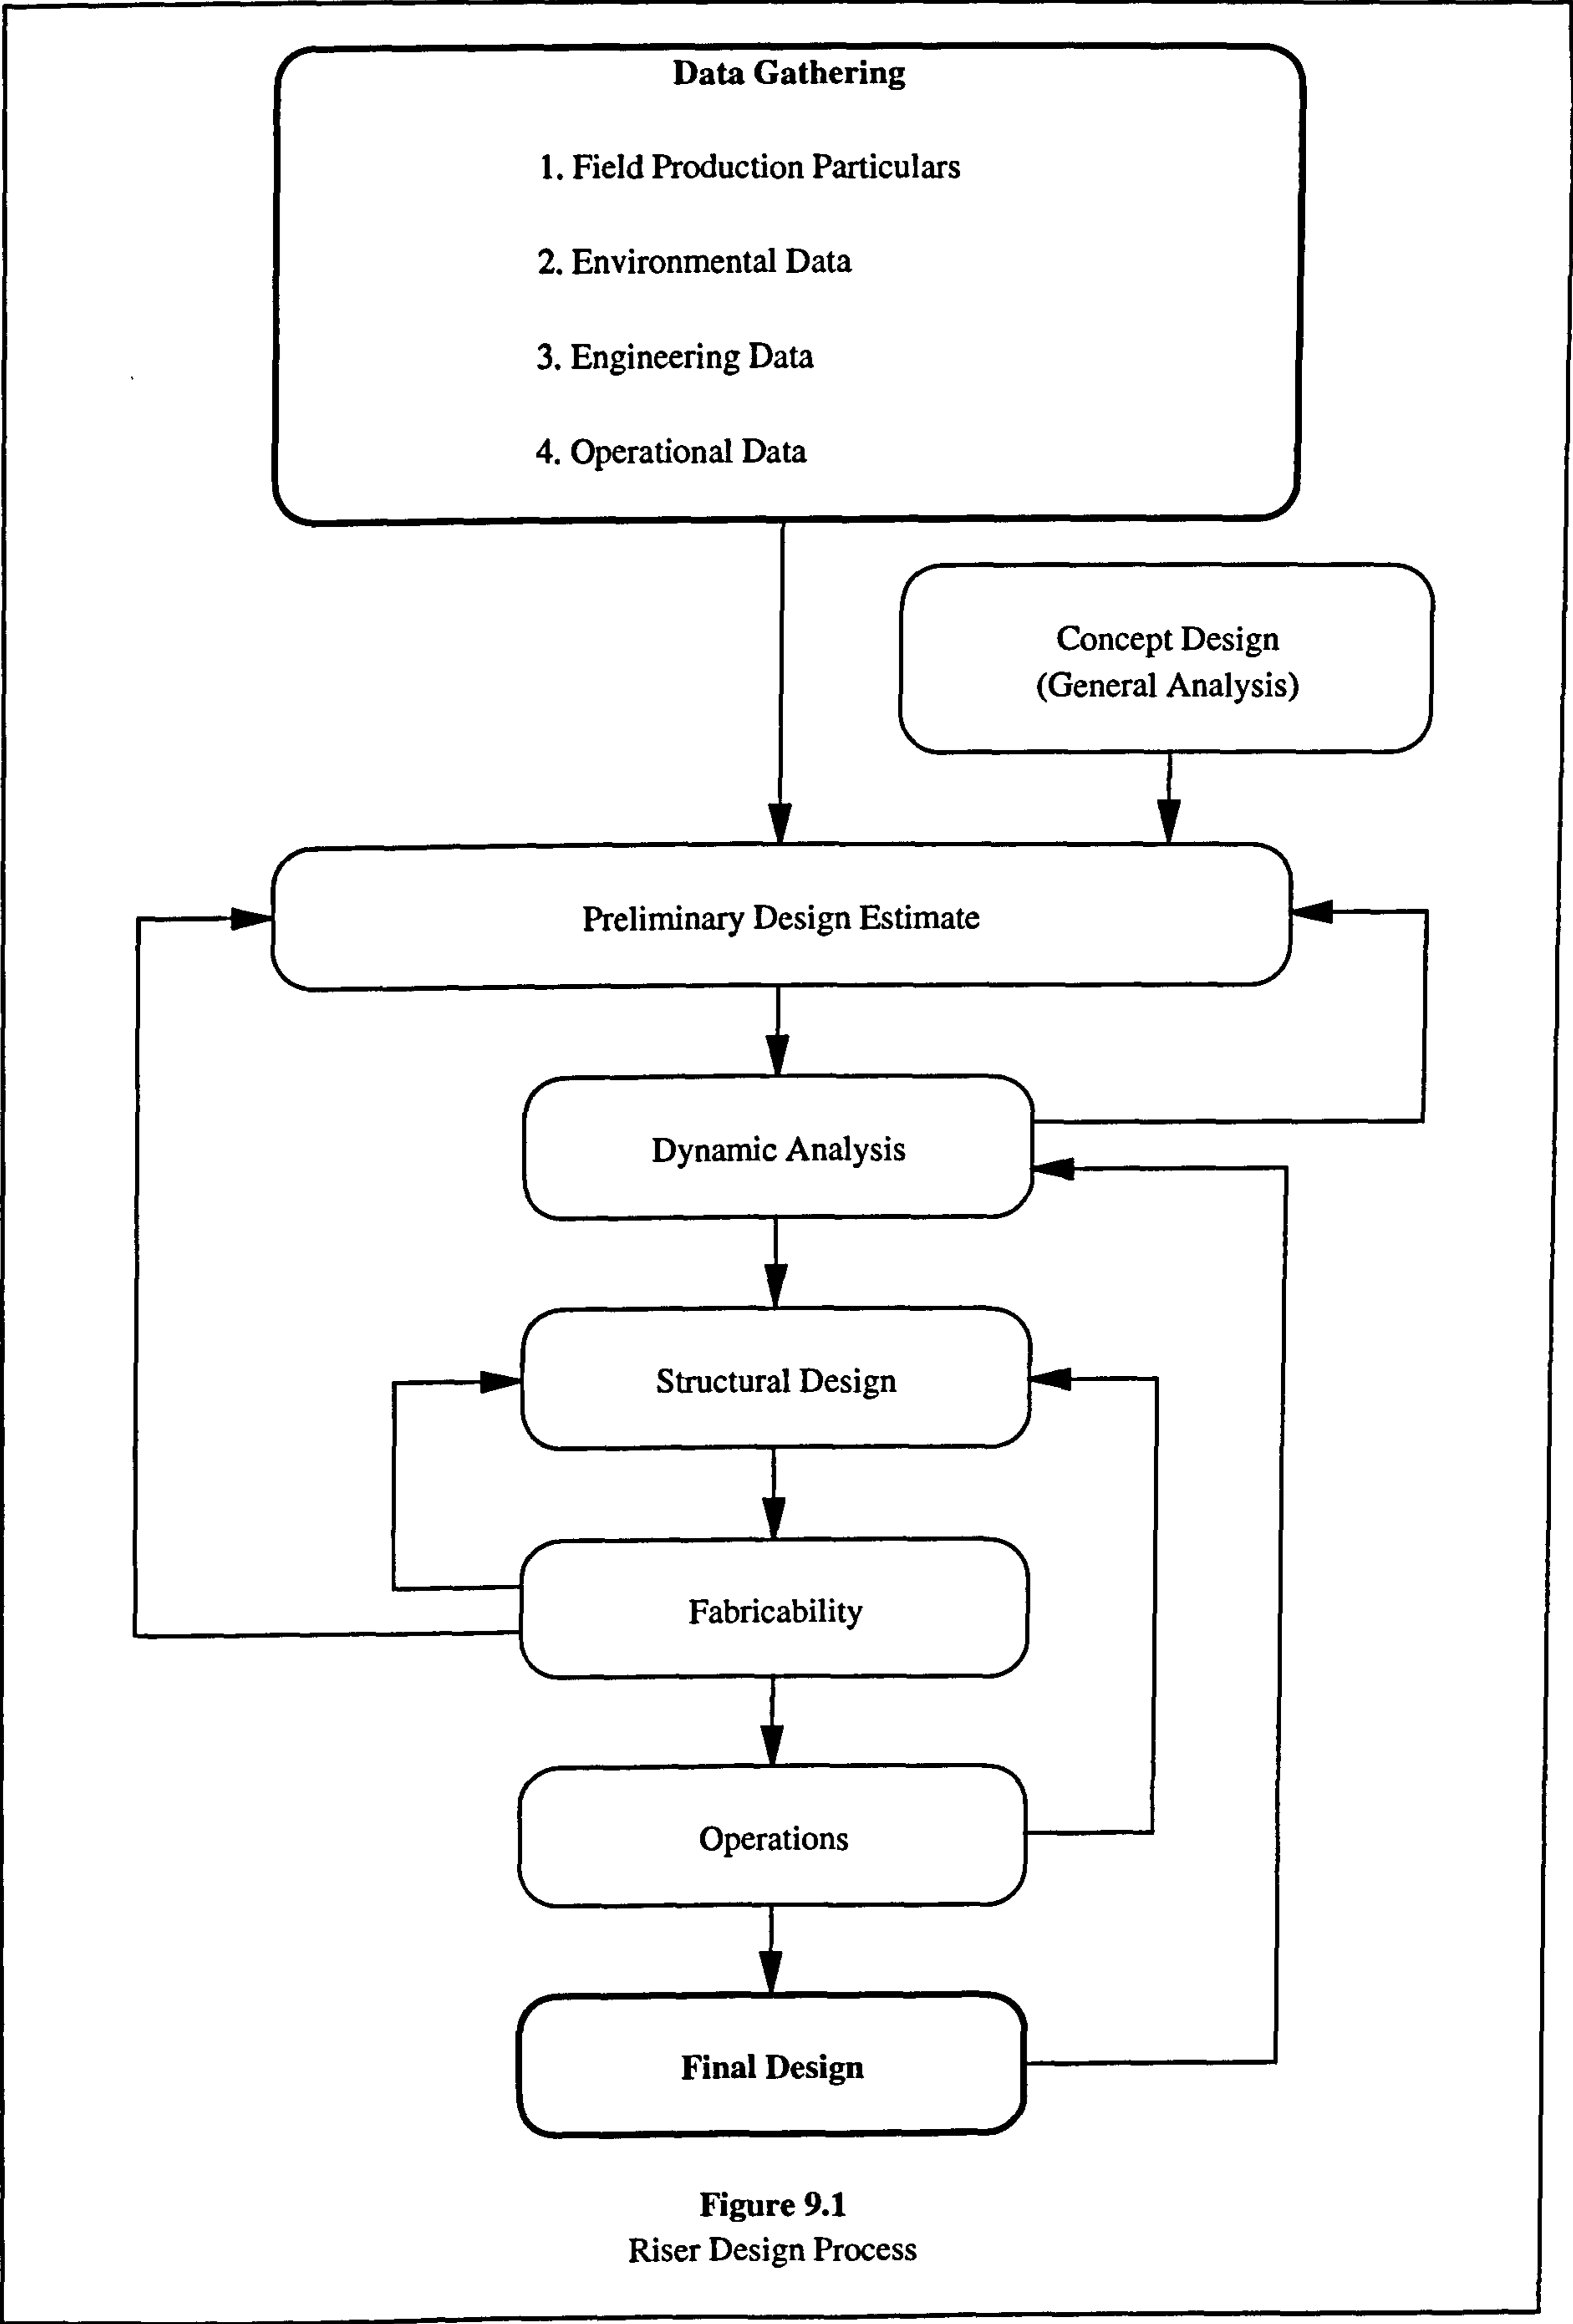 Data Gathering
1. Field Production Particulars
2. Environmental Data
3. Engineering Data
4. Operational Data
Concept Design
(General Analysis)
Preliminary Design Estimate
Dynamic Analysis
Structural Design
Fabricability
Operations
Final Design
Figure 9.1
Riser Design Process